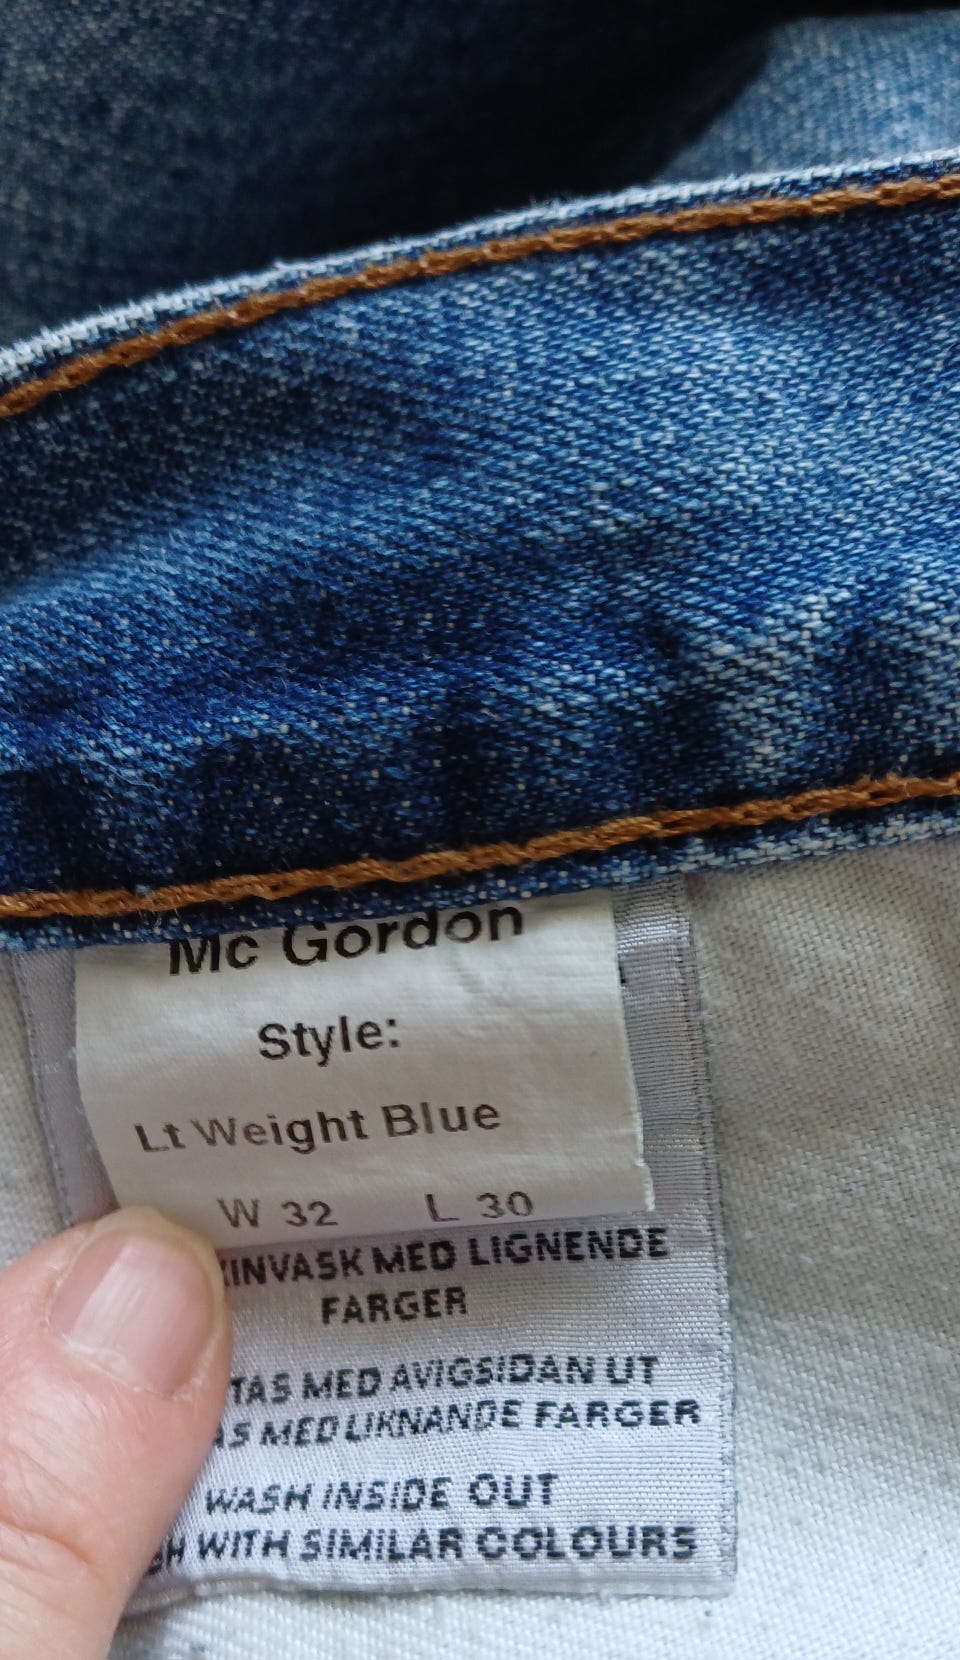 Mc Gordon
Style:
Lt Weight Blue
W 32 L 30
MED LIGNENDE
FARGER
MED AVIGSIDAN UT
MED LIKNANDE FARGER
WASH INSIDE OUT
WITH SIMILAR COLOURS